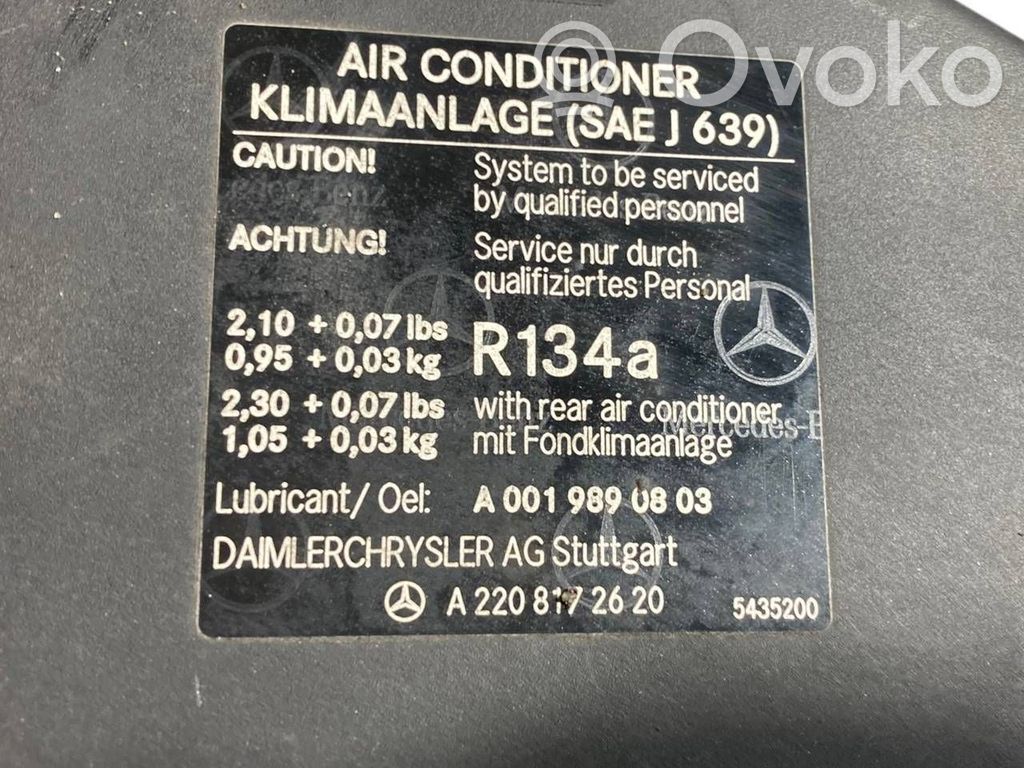 Ovoko
AIR CONDITIONER
KLIMAANLAGE (SAE J 639)
CAUTION! System to be serviced
by qualified personnel
ACHTUNG! Service nur durch
qualifiziertes Personal
2,10 + 0,07 lbs
0,95 + 0,03 kg
R134a
2,30 + 0,07 lbs with rear air conditioner
1,05 + 0,03 kg mit Fondklimaanlage
Mercedes-B
Lubricant/ Oel: A 001 989 08 03
DAIMLERCHRYSLER AG Stuttgart
A 220 817 26 20 5435200